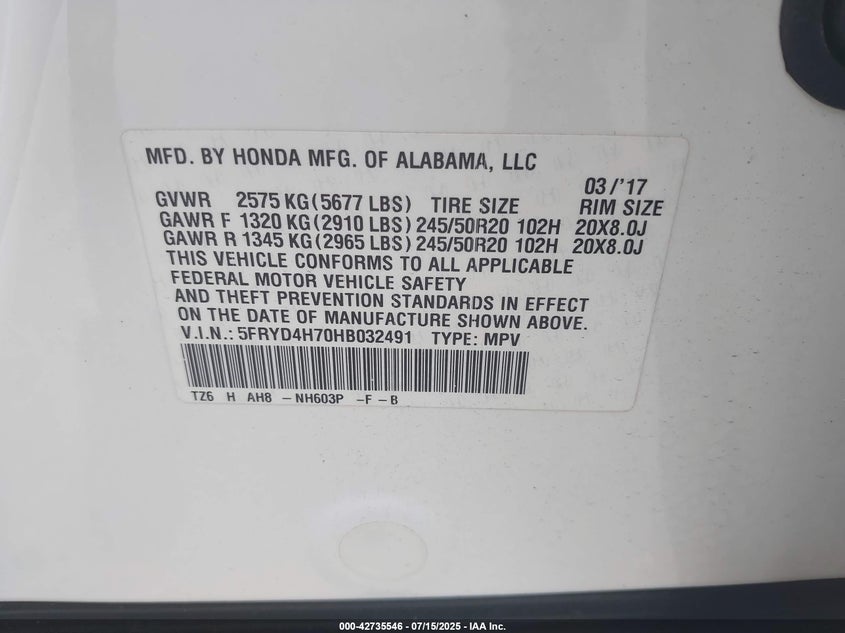 MFD. BY HONDA MFG. OF ALABAMA, LLC
03/'17
GVWR 2575 KG(5677 LBS) TIRE SIZE RIM SIZE
GAWR F 1320 KG(2910 LBS)245/50R20 102H 20X8.0J
GAWR R 1345 KG(2965 LBS)245/50R20 102H 20X8.0J
THIS VEHICLE CONFORMS TO ALL APPLICABLE
FEDERAL MOTOR VEHICLE SAFETY
AND THEFT PREVENTION STANDARDS IN EFFECT
ON THE DATE OF MANUFACTURE SHOWN ABOVE.
V.I.N.: 5FRYD4H70HB032491 TYPE: MPV
TZ6 H AH8 -NH603P -F-B
000-42735546 - 07/15/2025 - IAA Inc.